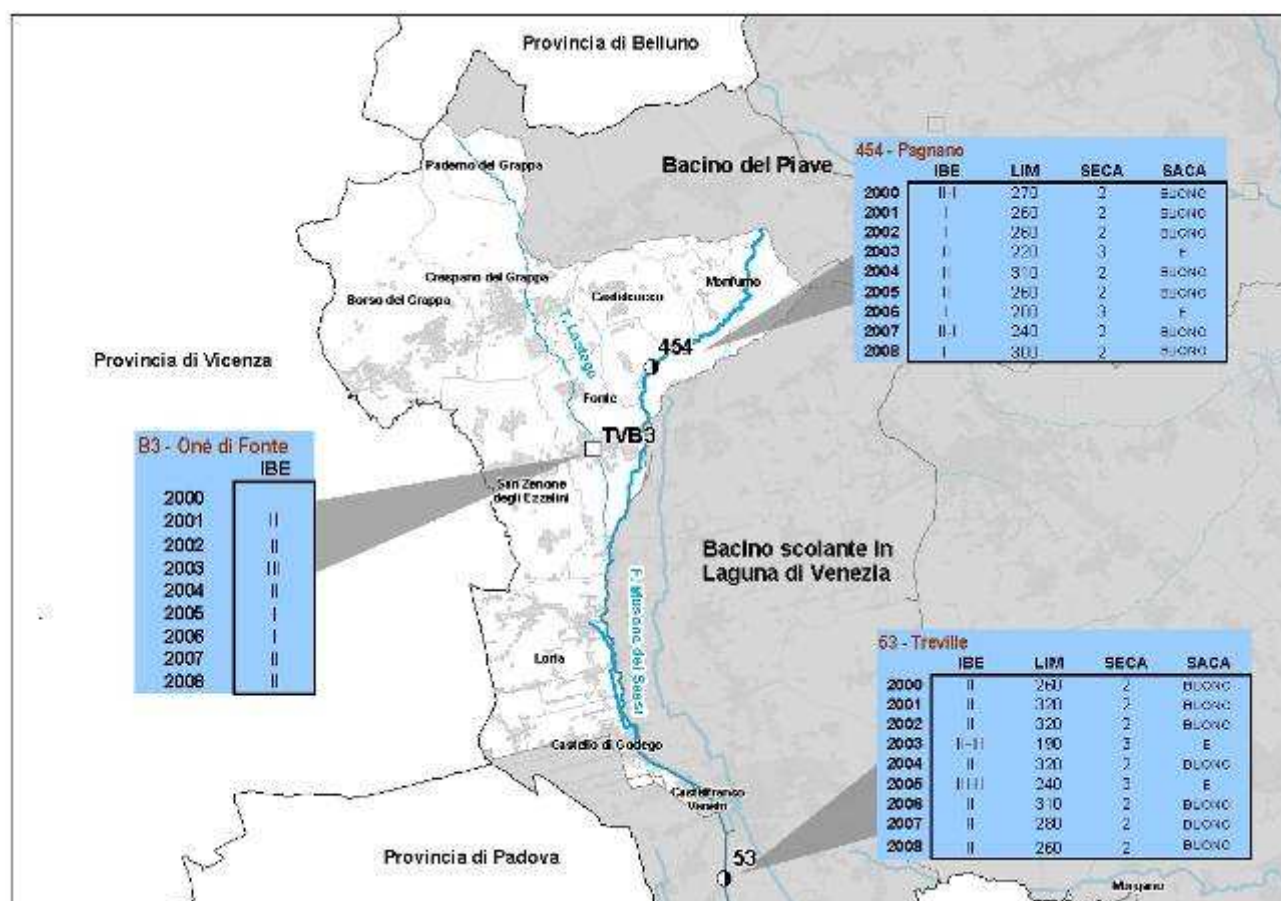 Provincia di Belluno
Paderno del Grappa
Bacino del Piave
Crespano del Grappa
Borso del Grappa
Castelcucco
Monfumo
T. Lastego
Provincia di Vicenza
454
Fonte
TVB3
San Zenone
degli Ezzelini
Bacino scolante in
Laguna di Venezia
F. Musone dei Sassi
Loria
Castello di Godego
Castelfranco
Veneto
Provincia di Padova
53
Morgano
454 - Pagnano
IBE LIM SECA SACA
2000 II-I 270 2 BUONO
2001 I 260 2 BUONO
2002 I 260 2 BUONO
2003 II 220 3 E
2004 II 310 2 BUONO
2005 II 260 2 BUONO
2006 I 200 3 E
2007 II-I 240 BUONO
2008 I 300 2 BUONO
B3 - Onè di Fonte
IBE
2000
2001 II
2002 II
2003 III
2004 II
2005 I
2006 I
2007 II
2008 II
53 - Treville
IBE LIM SECA SACA
2000 II 260 2 BUONO
2001 II 320 2 BUONO
2002 II 320 2 BUONO
2003 190 3 E
2004 II 320 2 BUONO
2005 240 3 E
2006 II 310 2 BUONO
2007 II 280 2 BUONO
2008 II 260 2 BUONO